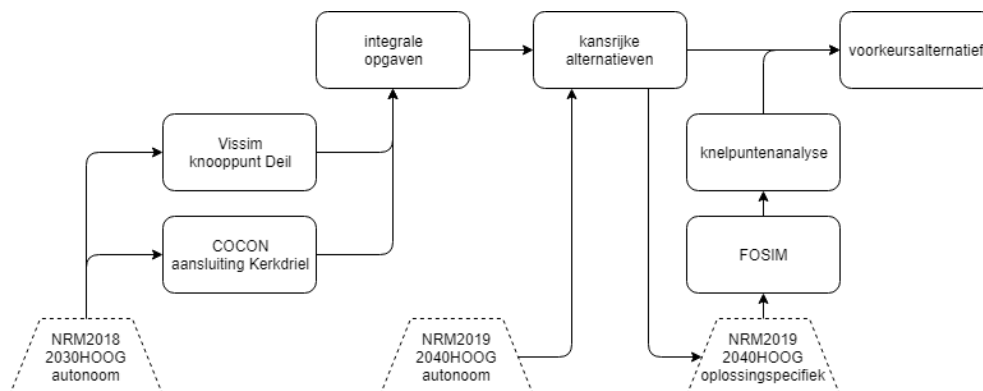 integrale
opgaven
kansrijke
alternatieven
voorkeursalternatief
Vissim
knooppunt Deil
knelpuntenanalyse
COCON
aansluiting Kerkdriel
FOSIM
NRM2018
2030HOOG
autonoom
NRM2019
2040HOOG
autonoom
NRM2019
2040HOOG
oplossingspecifiek